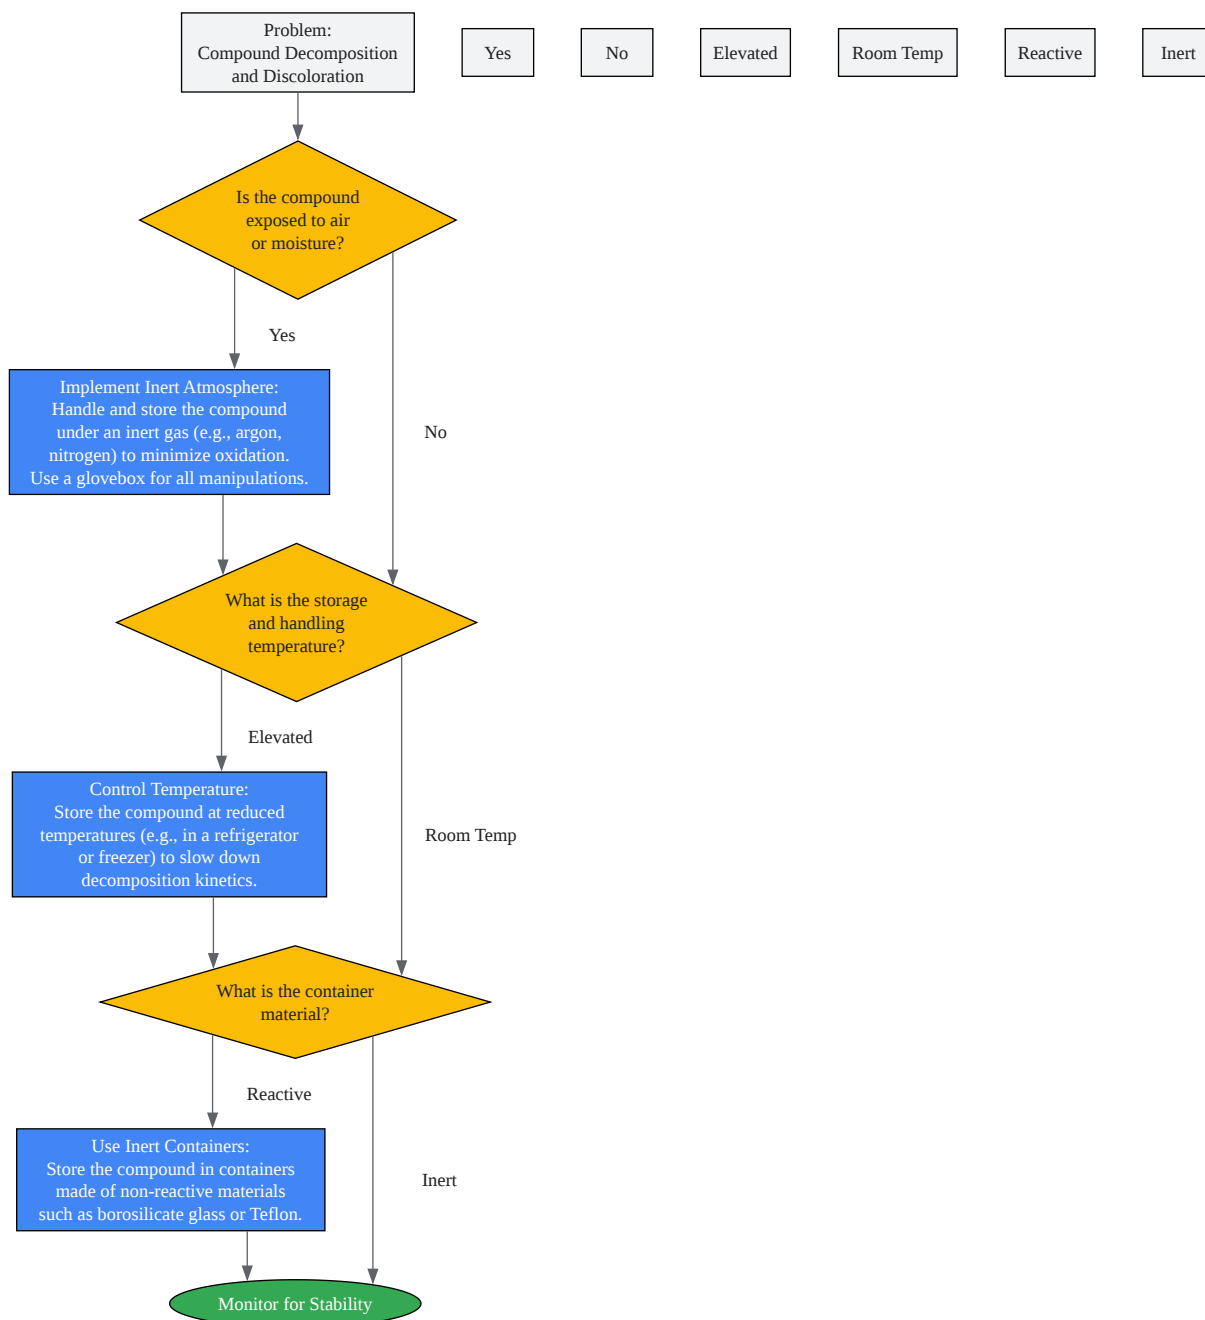 Problem:
Compound Decomposition
and Discoloration
Yes
No
Elevated
Room Temp
Reactive
Inert
Is the compound
exposed to air
or moisture?
Yes
Implement Inert Atmosphere:
Handle and store the compound
under an inert gas (e.g., argon,
nitrogen) to minimize oxidation.
Use a glovebox for all manipulations.
No
What is the storage
and handling
temperature?
Elevated
Control Temperature:
Store the compound at reduced
temperatures (e.g., in a refrigerator
or freezer) to slow down
decomposition kinetics.
Room Temp
What is the container
material?
Reactive
Use Inert Containers:
Store the compound in containers
made of non-reactive materials
such as borosilicate glass or Teflon.
Inert
Monitor for Stability